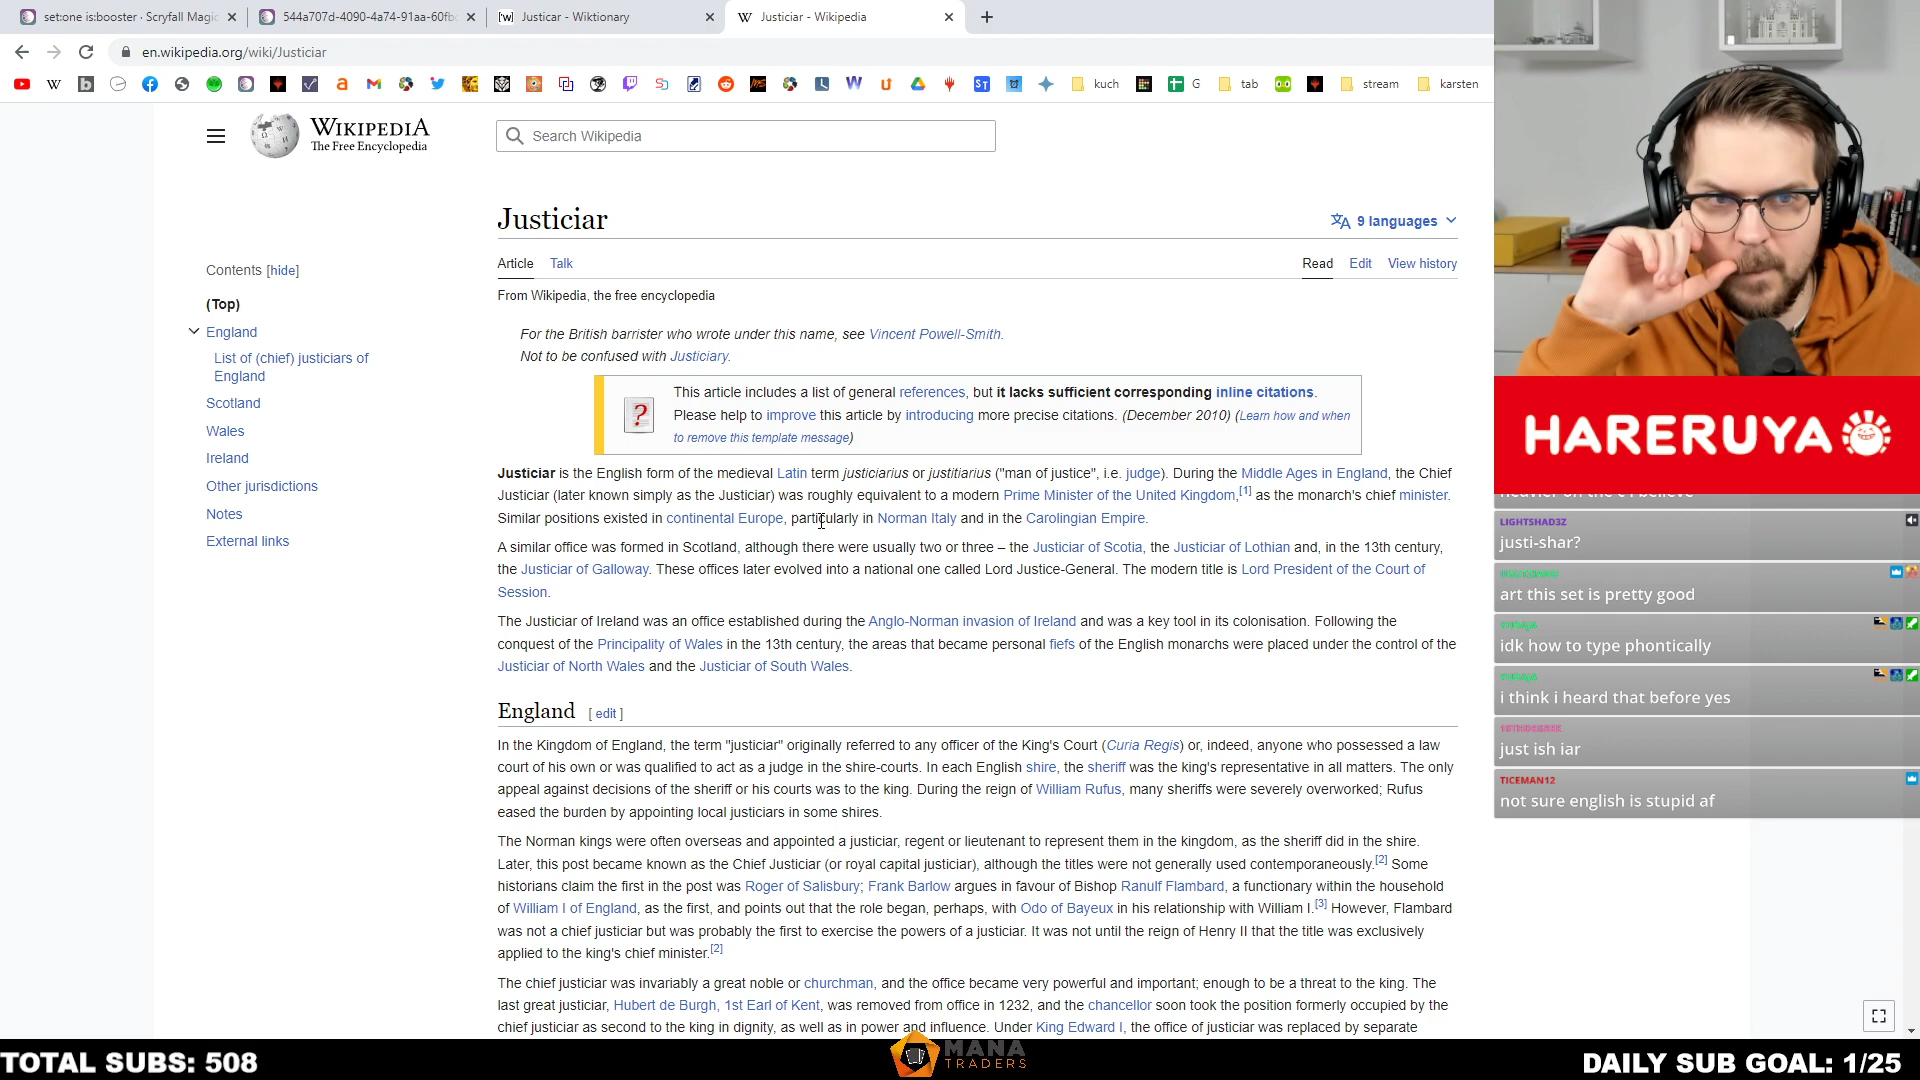 set:one is:booster · Scryfall Magic
544a707d-4090-4a74-91aa-60fb
Justicar - Wiktionary
Justiciar - Wikipedia
en.wikipedia.org/wiki/Justiciar
kuch
G
tab
stream
karsten
WIKIPEDIA
The Free Encyclopedia
Search Wikipedia
Justiciar
9 languages
Article Talk
Read Edit View history
From Wikipedia, the free encyclopedia
Contents [hide]
(Top)
England
List of (chief) justiciars of
England
Scotland
Wales
Ireland
Other jurisdictions
Notes
External links
For the British barrister who wrote under this name, see Vincent Powell-Smith.
Not to be confused with Justiciary.
This article includes a list of general references, but it lacks sufficient corresponding inline citations.
Please help to improve this article by introducing more precise citations. (December 2010) (Learn how and when
to remove this template message)
Justiciar is the English form of the medieval Latin term justiciarius or justitiarius ("man of justice", i.e. judge). During the Middle Ages in England, the Chief
Justiciar (later known simply as the Justiciar) was roughly equivalent to a modern Prime Minister of the United Kingdom,[1] as the monarch's chief minister.
Similar positions existed in continental Europe, particularly in Norman Italy and in the Carolingian Empire.
A similar office was formed in Scotland, although there were usually two or three – the Justiciar of Scotia, the Justiciar of Lothian and, in the 13th century,
the Justiciar of Galloway. These offices later evolved into a national one called Lord Justice-General. The modern title is Lord President of the Court of
Session.
The Justiciar of Ireland was an office established during the Anglo-Norman invasion of Ireland and was a key tool in its colonisation. Following the
conquest of the Principality of Wales in the 13th century, the areas that became personal fiefs of the English monarchs were placed under the control of the
Justiciar of North Wales and the Justiciar of South Wales.
England [ edit ]
In the Kingdom of England, the term "justiciar" originally referred to any officer of the King's Court (Curia Regis) or, indeed, anyone who possessed a law
court of his own or was qualified to act as a judge in the shire-courts. In each English shire, the sheriff was the king's representative in all matters. The only
appeal against decisions of the sheriff or his courts was to the king. During the reign of William Rufus, many sheriffs were severely overworked; Rufus
eased the burden by appointing local justiciars in some shires.
The Norman kings were often overseas and appointed a justiciar, regent or lieutenant to represent them in the kingdom, as the sheriff did in the shire.
Later, this post became known as the Chief Justiciar (or royal capital justiciar), although the titles were not generally used contemporaneously.[2] Some
historians claim the first in the post was Roger of Salisbury; Frank Barlow argues in favour of Bishop Ranulf Flambard, a functionary within the household
of William I of England, as the first, and points out that the role began, perhaps, with Odo of Bayeux in his relationship with William I.[3] However, Flambard
was not a chief justiciar but was probably the first to exercise the powers of a justiciar. It was not until the reign of Henry II that the title was exclusively
applied to the king's chief minister.[2]
The chief justiciar was invariably a great noble or churchman, and the office became very powerful and important; enough to be a threat to the king. The
last great justiciar, Hubert de Burgh, 1st Earl of Kent, was removed from office in 1232, and the chancellor soon took the position formerly occupied by the
chief justiciar as second to the king in dignity, as well as in power and influence. Under King Edward I, the office of justiciar was replaced by separate
HARERUYA
LIGHTSHAD3Z
justi-shar?
art this set is pretty good
idk how to type phontically
i think i heard that before yes
just ish iar
TICEMAN12
not sure english is stupid af
TOTAL SUBS: 508
MANA
TRADERS
DAILY SUB GOAL: 1/25